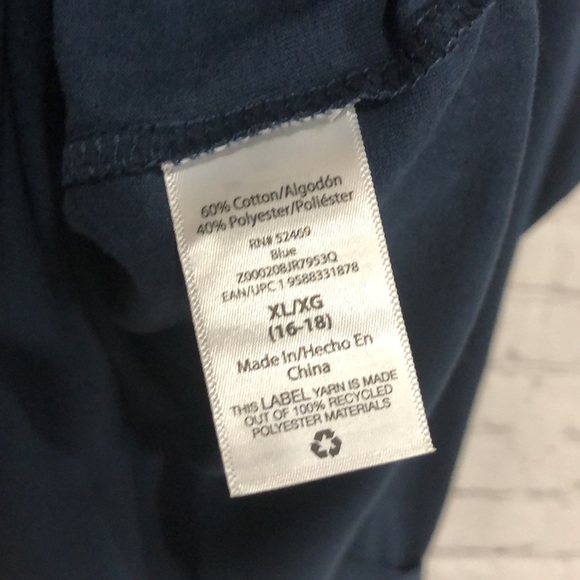 60% Cotton/Algodón
40% Polyester/Poliéster
RN# 52469
Blue
Z000208JR7953Q
EAN/UPC 1 9588331878
XL/XG
(16-18)
Made In/Hecho En
China
THIS LABEL YARN IS MADE
OUT OF 100% RECYCLED
POLYESTER MATERIALS